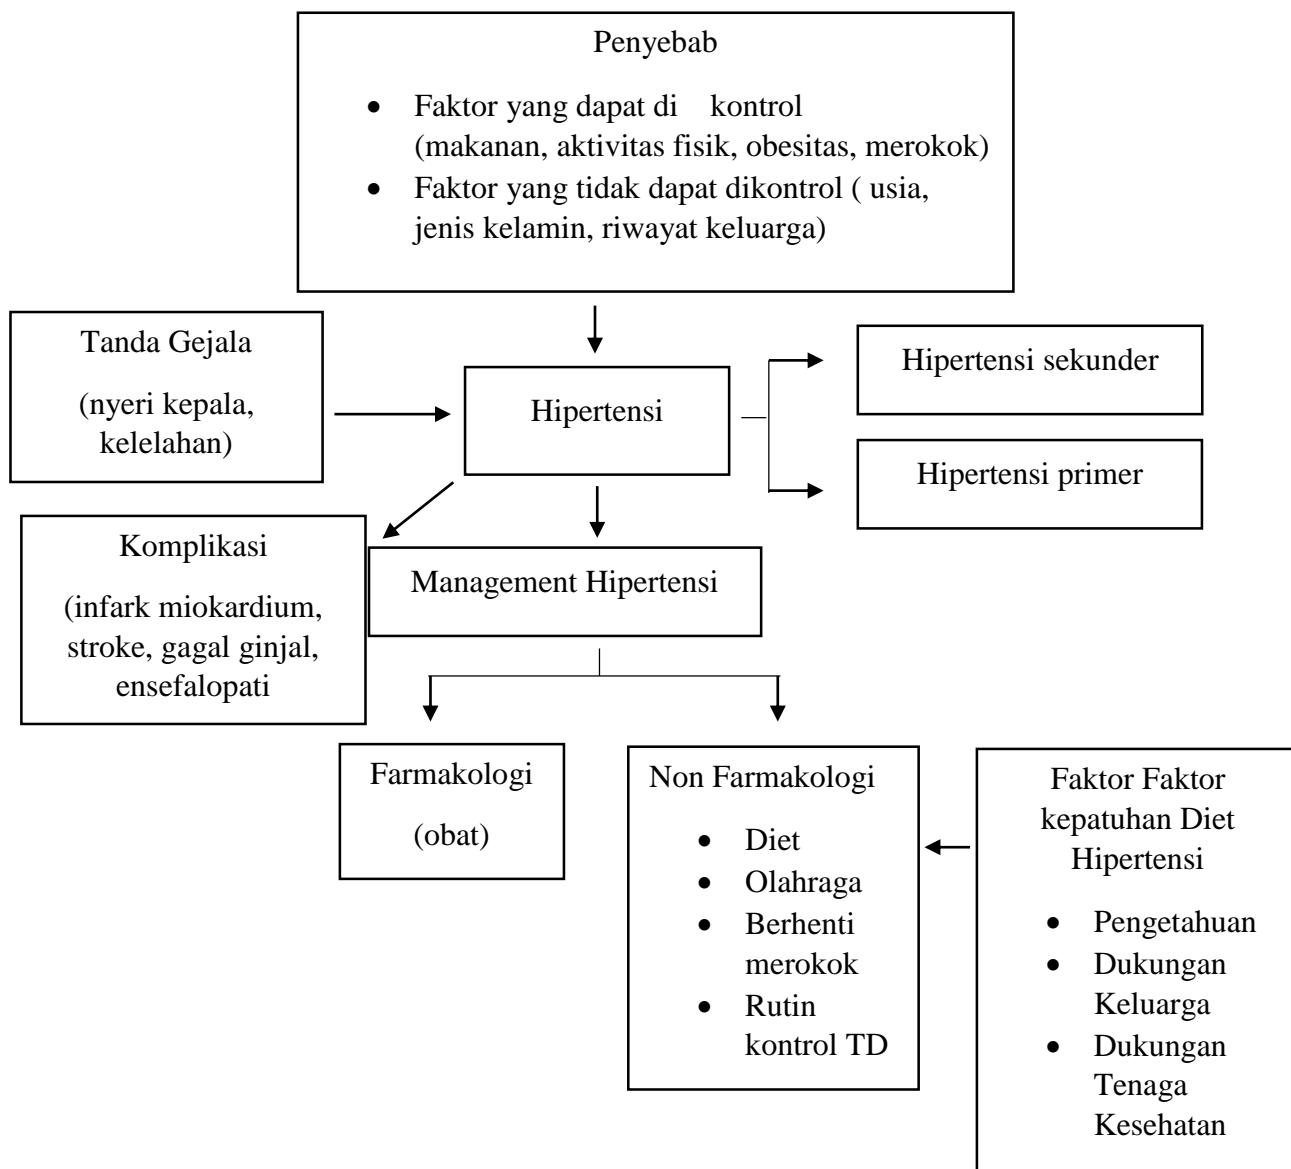 Penyebab
• Faktor yang dapat di kontrol
(makanan, aktivitas fisik, obesitas, merokok)
• Faktor yang tidak dapat dikontrol ( usia,
jenis kelamin, riwayat keluarga)
Tanda Gejala
(nyeri kepala,
kelelahan)
Hipertensi
Hipertensi sekunder
Hipertensi primer
Komplikasi
(infark miokardium,
stroke, gagal ginjal,
ensefalopati
Management Hipertensi
Farmakologi
(obat)
Non Farmakologi
• Diet
• Olahraga
• Berhenti
merokok
• Rutin
kontrol TD
Faktor Faktor
kepatuhan Diet
Hipertensi
• Pengetahuan
• Dukungan
Keluarga
• Dukungan
Tenaga
Kesehatan